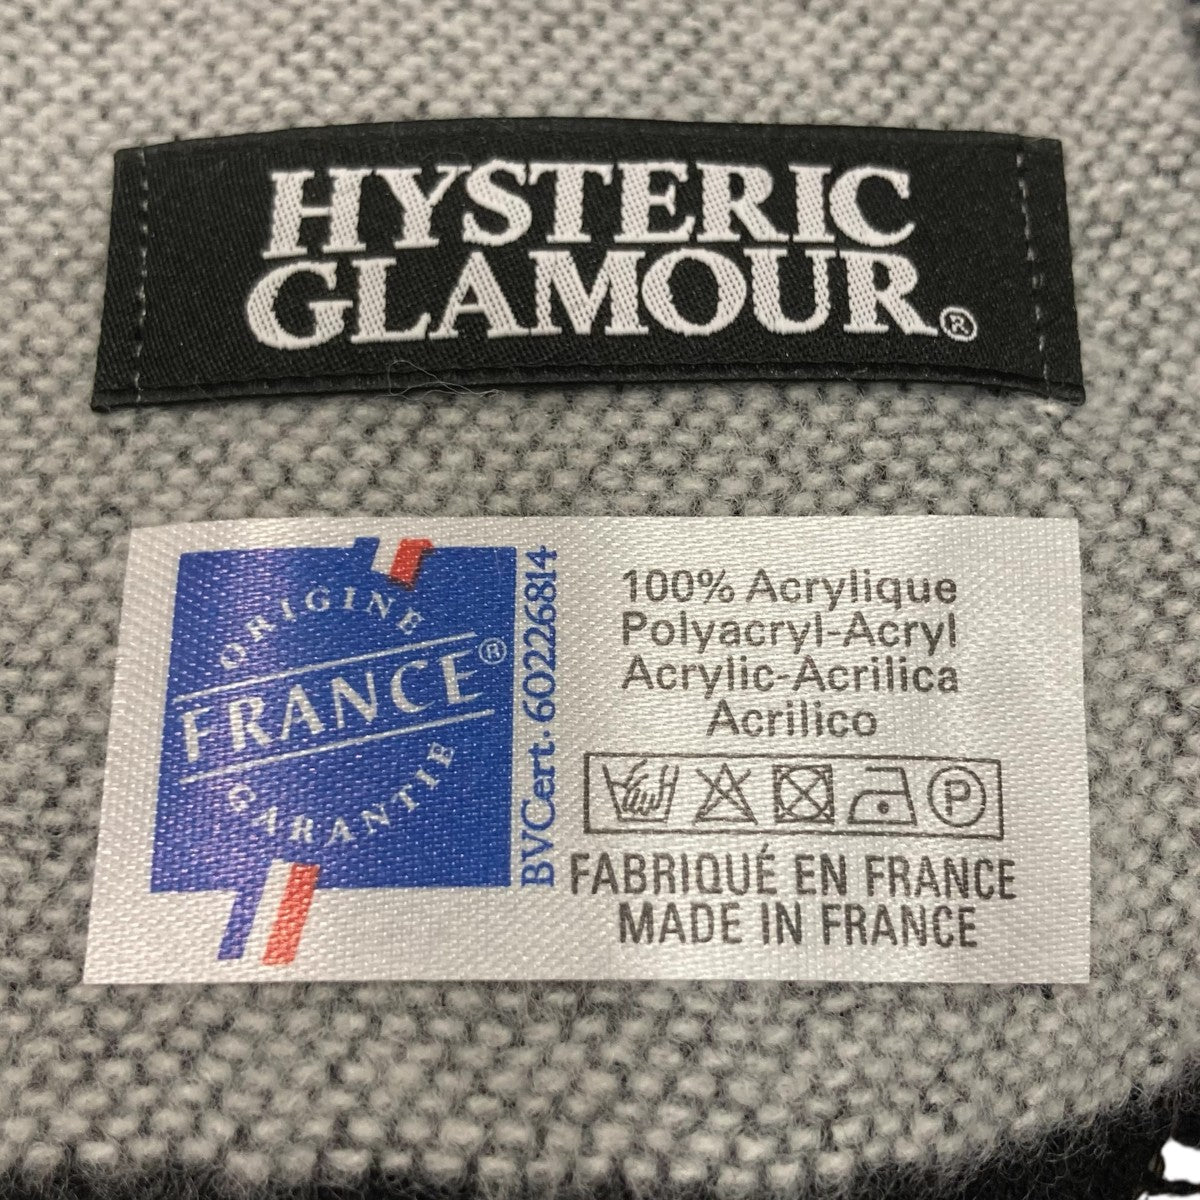 HYSTERIC
GLAMOUR®
ORIGINE
FRANCE®
GARANTIE
BVCert. 60226814
100% Acrylique
Polyacryl-Acryl
Acrylic-Acrilica
Acrilico
P
FABRIQUÉ EN FRANCE
MADE IN FRANCE